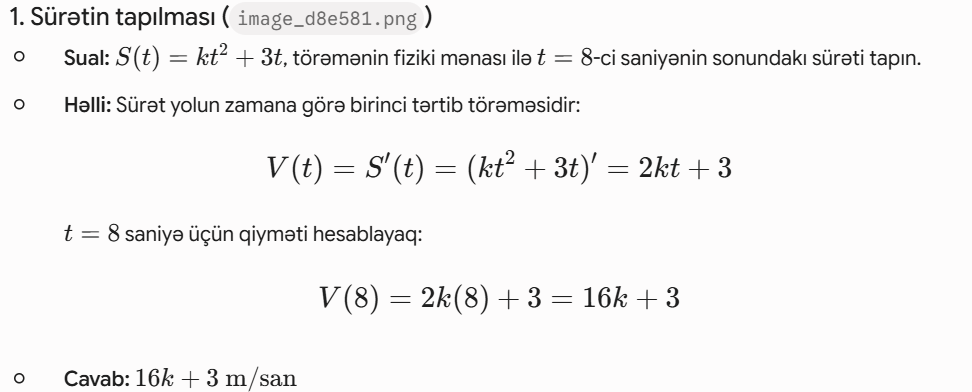 1. Sürətin tapılması (image_d8e581.png)
○ Sual: S(t) = kt² + 3t, törəmənin fiziki mənası ilə t = 8-ci saniyənin sonundakı sürəti tapın.
○ Həlli: Sürət yolun zamana görə birinci tərtib törəməsidir:
V(t) = S′(t) = (kt² + 3t)′ = 2kt + 3
t = 8 saniyə üçün qiyməti hesablayaq:
V(8) = 2k(8) + 3 = 16k + 3
○ Cavab: 16k + 3 m/san